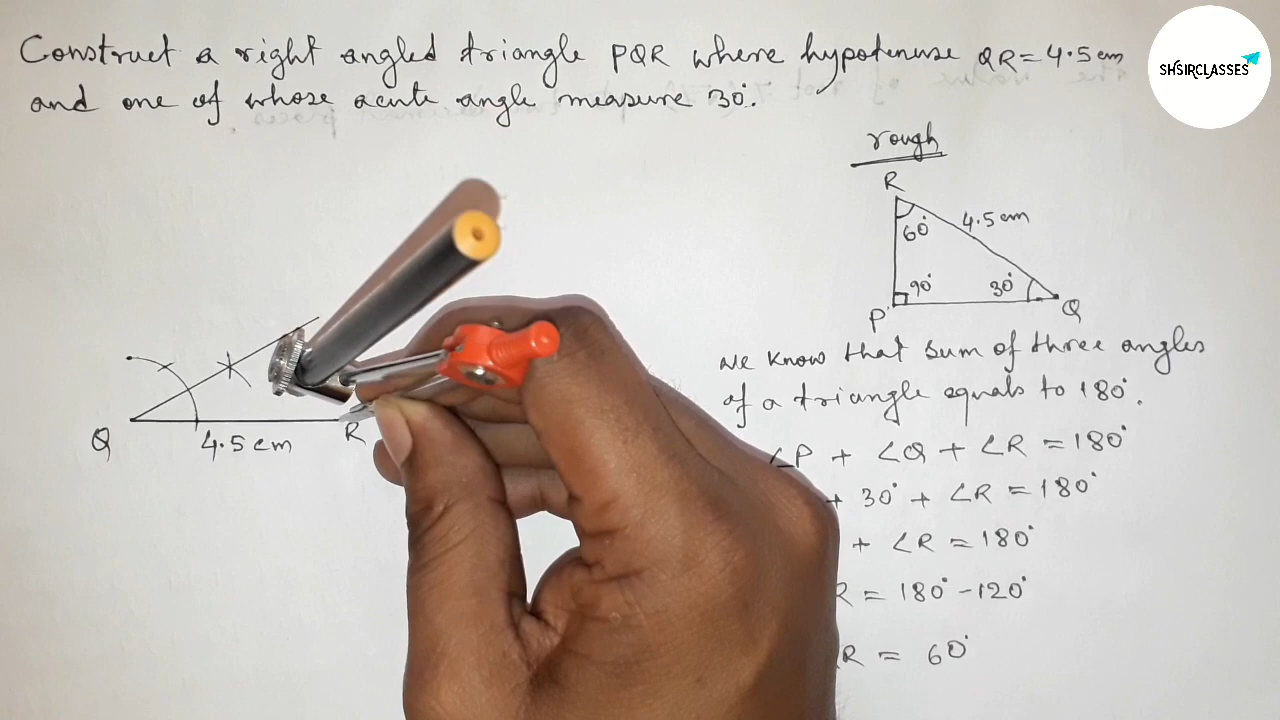 Construct a right angled triangle PQR where hypotenuse QR = 4.5 cm
and one of whose acute angle measure 30°.
SHSIRCLASSES
rough
R
60°
4.5 cm
90°
30°
P
Q
we know that sum of three angles
of a triangle equals to 180°.
∠P + ∠Q + ∠R = 180°
+ 30° + ∠R = 180°
+ ∠R = 180°
R = 180° - 120°
R = 60°
Q
4.5 cm
R